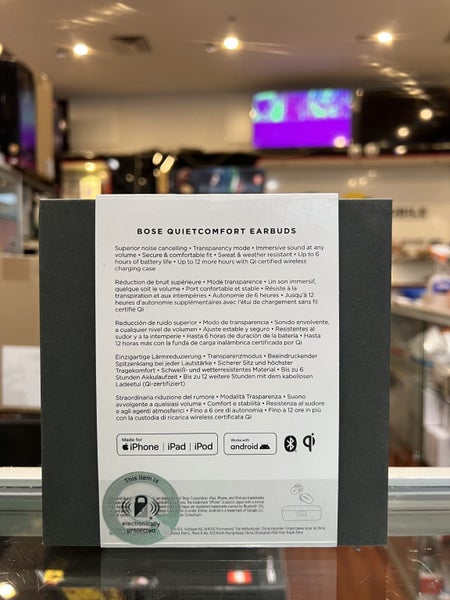 BOSE QUIETCOMFORT EARBUDS
Superior noise cancelling • Transparency mode • Immersive sound at any
volume • Secure & comfortable fit • Sweat & weather resistant • Up to 6
hours of battery life • Up to 12 more hours with Qi certified wireless
charging case
Réduction de bruit supérieure • Mode transparence • Un son immersif,
quelque soit le volume • Port confortable et stable • Résiste à la
transpiration et aux intempéries • Autonomie de 6 heures • Jusqu'à 12
heures d'autonomie supplémentaires avec l'étui de chargement sans fil
certifié Qi
Reducción de ruido superior • Modo de transparencia • Sonido envolvente,
a cualquier nivel de volumen • Ajuste estable y seguro • Resistentes al
sudor y a la intemperie • 6 horas de duración de la batería • Hasta
12 horas más con la funda de carga inalámbrica certificada por Qi
Einzigartige Lärmreduzierung • Transparenzmodus • Beeindruckender
Spitzenklang bei jeder Lautstärke • Sicherer Sitz und höchster
Tragekomfort • Schweiß- und wetterresistentes Material • Bis zu 6
Stunden Akkulaufzeit • Bis zu 12 weitere Stunden mit dem kabellosen
Ladeetui (Qi-zertifiziert)
Straordinaria riduzione del rumore • Modalità Trasparenza • Suono
avvolgente a qualsiasi volume • Comfort e stabilità • Resistenza al sudore
e agli agenti atmosferici • Fino a 6 ore di autonomia • Fino a 12 ore in più
con la custodia di ricarica wireless certificata Qi
Made for
iPhone | iPad | iPod
Works with
android
qi
This item is
electronically
protected